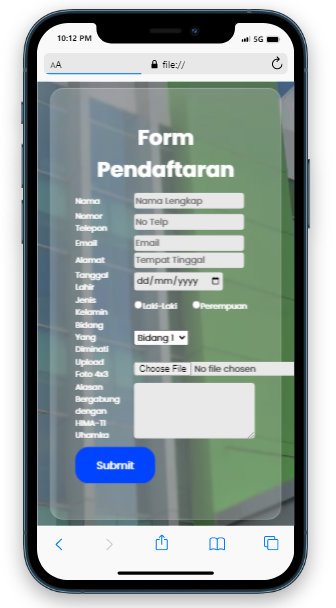 10:12 PM
5G
AA
file://
Form
Pendaftaran
Nama
Nama Lengkap
Nomor
Telepon
No Telp
Email
Email
Alamat
Tempat Tinggal
Tanggal
Lahir
dd/mm/yyyy
Jenis
Kelamin
Laki-Laki
Perempuan
Bidang
Yang
Diminati
Bidang 1
Upload
Foto 4x3
Choose File
No file chosen
Alasan
Bergabung
dengan
HIMA-TI
Uhamka
Submit